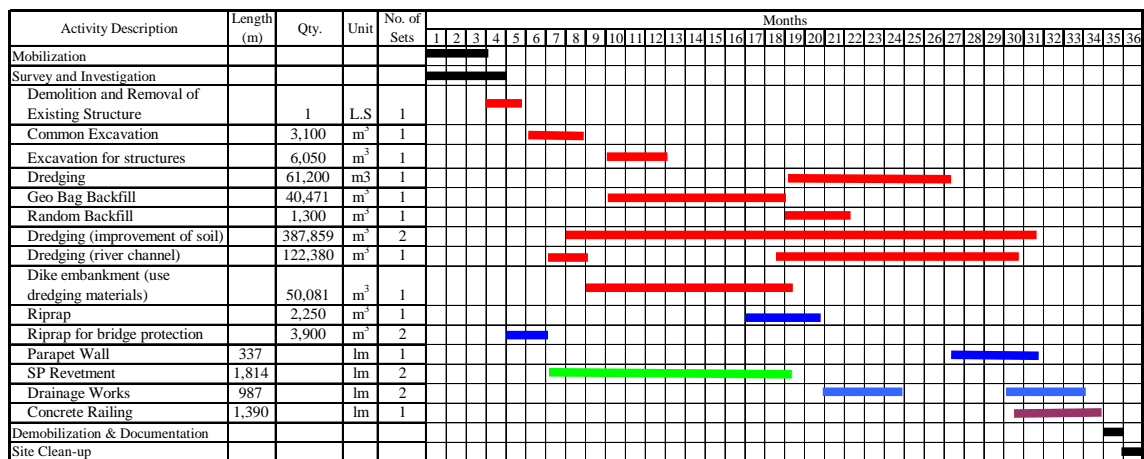 Activity Description Length (m) Qty. Unit No. of Sets Months
1 2 3 4 5 6 7 8 9 10 11 12 13 14 15 16 17 18 19 20 21 22 23 24 25 26 27 28 29 30 31 32 33 34 35 36
Mobilization
Survey and Investigation
Demolition and Removal of
Existing Structure 1 L.S 1
Common Excavation 3,100 m³ 1
Excavation for structures 6,050 m³ 1
Dredging 61,200 m3 1
Geo Bag Backfill 40,471 m³ 1
Random Backfill 1,300 m³ 1
Dredging (improvement of soil) 387,859 m³ 2
Dredging (river channel) 122,380 m³ 1
Dike embankment (use
dredging materials) 50,081 m³ 1
Riprap 2,250 m³ 1
Riprap for bridge protection 3,900 m³ 2
Parapet Wall 337 lm 1
SP Revetment 1,814 lm 2
Drainage Works 987 lm 2
Concrete Railing 1,390 lm 1
Demobilization & Documentation
Site Clean-up